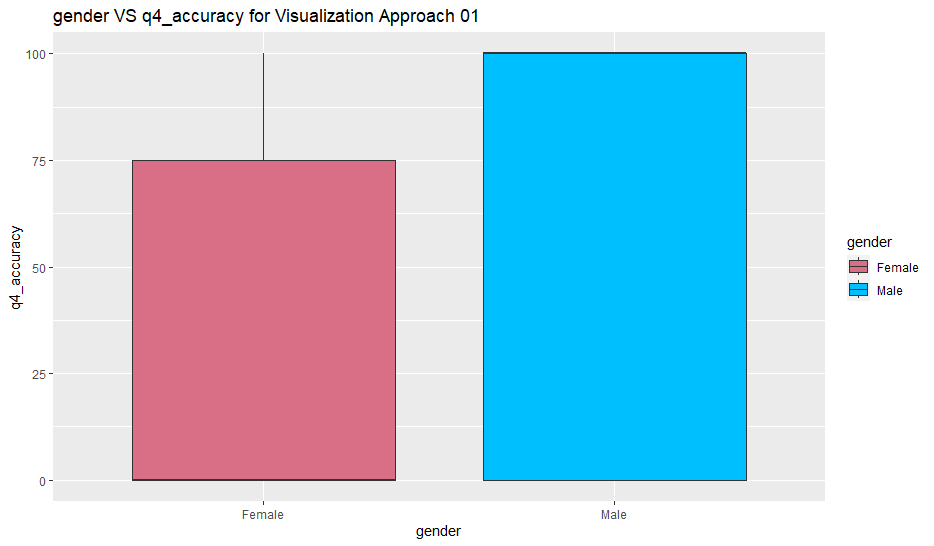 gender VS q4_accuracy for Visualization Approach 01
100
75
50
25
0
q4_accuracy
Female
Male
gender
gender
Female
Male